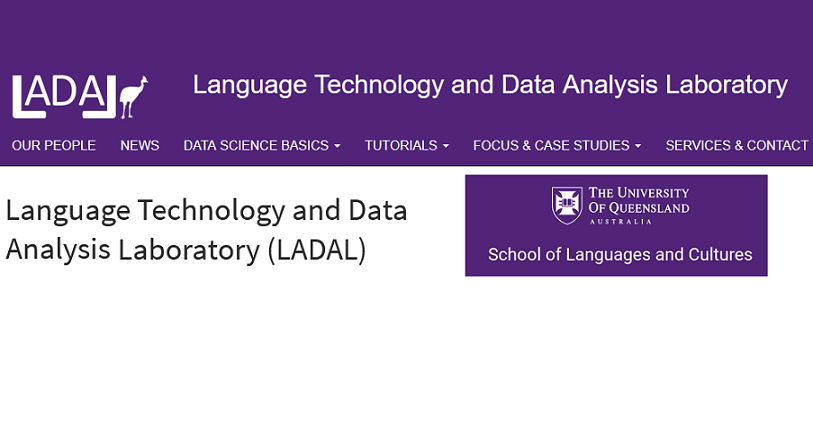 LADAL
Language Technology and Data Analysis Laboratory
OUR PEOPLE NEWS DATA SCIENCE BASICS TUTORIALS FOCUS & CASE STUDIES SERVICES & CONTACT
Language Technology and Data
Analysis Laboratory (LADAL)
THE UNIVERSITY
OF QUEENSLAND
AUSTRALIA
School of Languages and Cultures